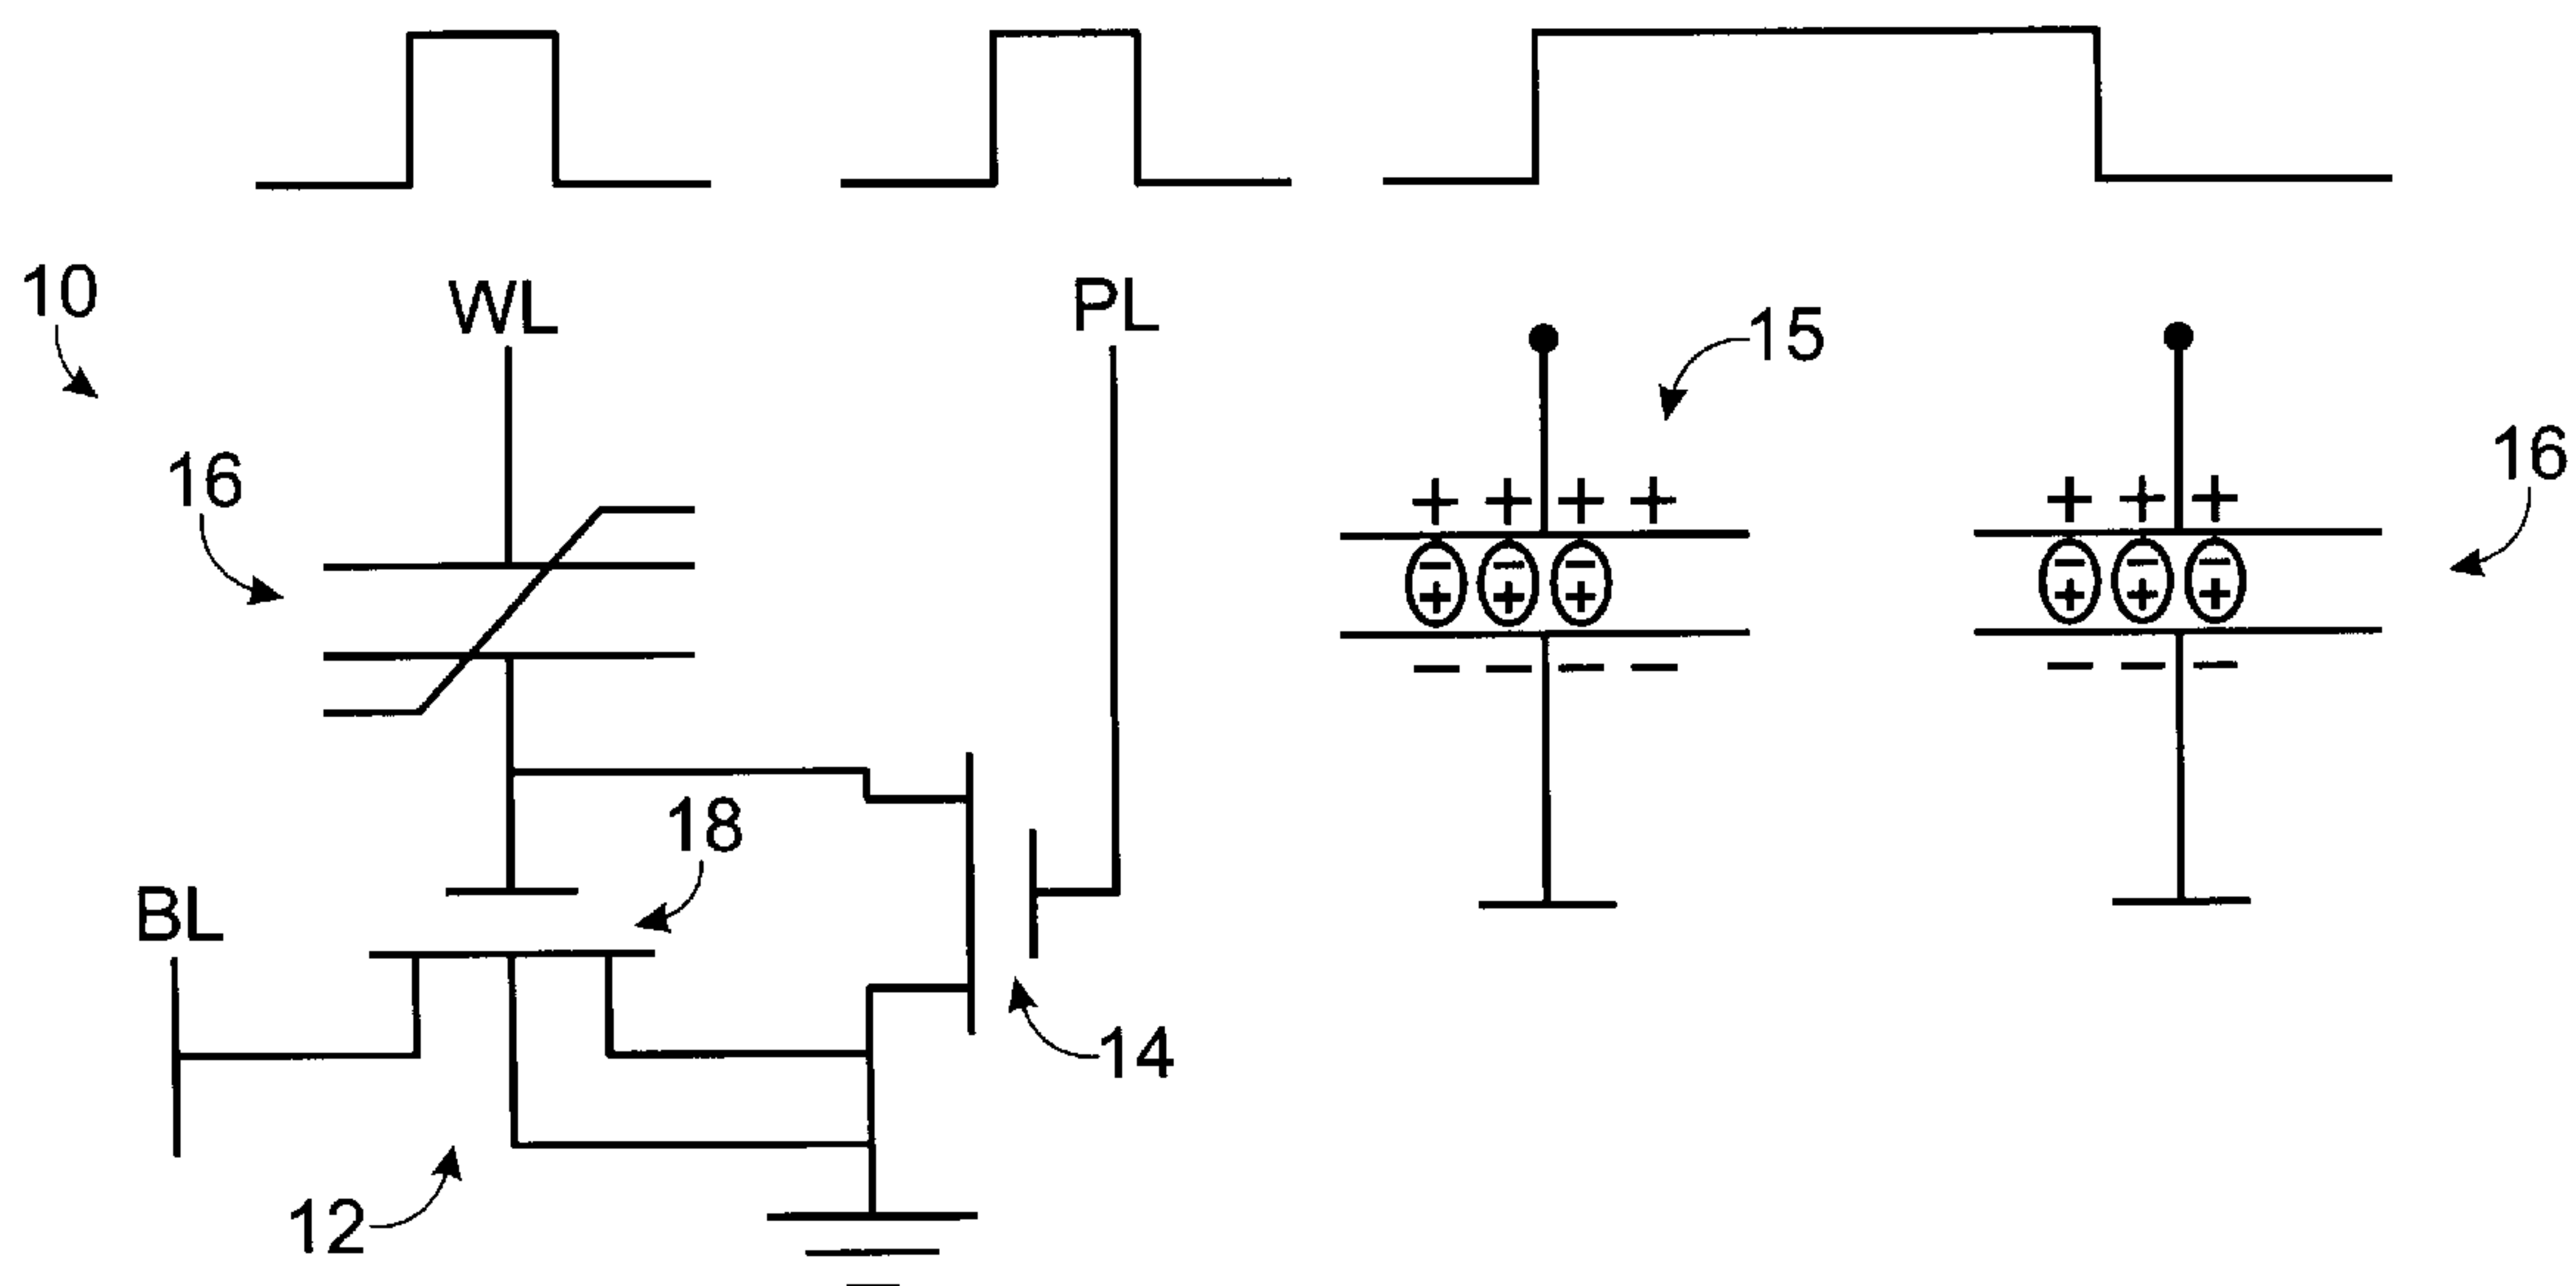 10
WL
PL
15
16
16
+ + + +
+ + +
− − −
+ + +
− − −
+ + +
− − − −
− − −
18
BL
14
12